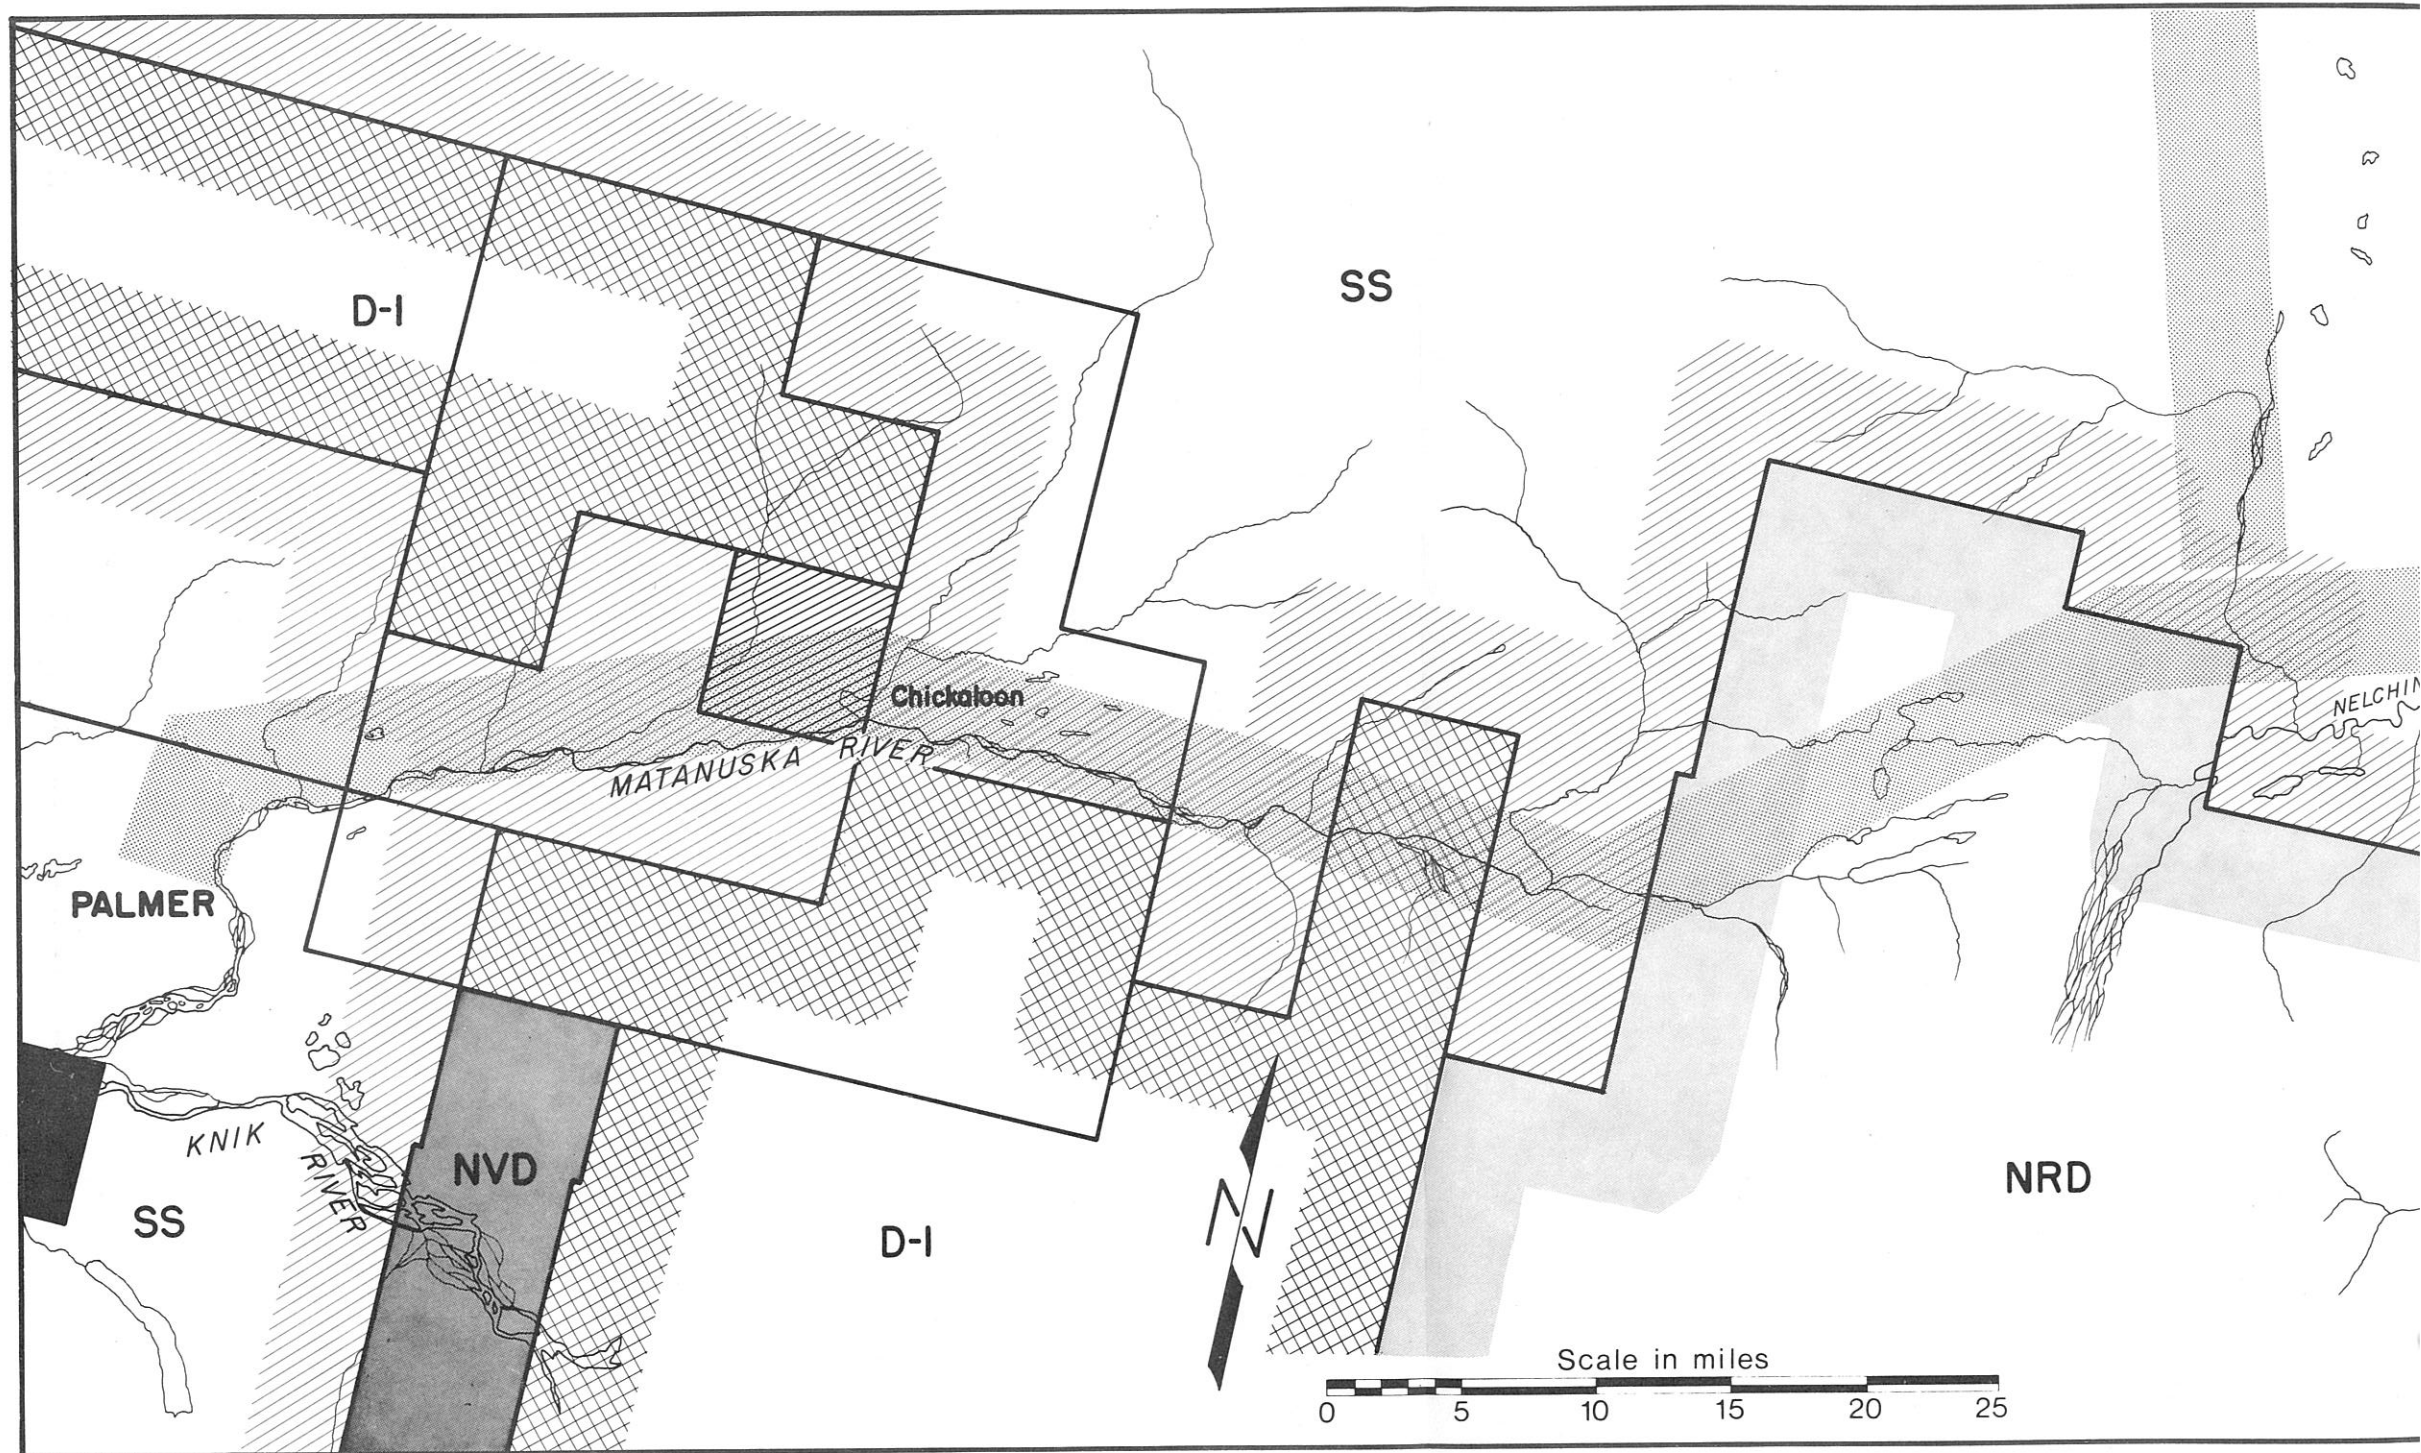 SS
D-I
NELCHIN
Chickaloon
MATANUSKA RIVER
PALMER
KNIK
RIVER
NVD
NRD
SS
D-I
N
Scale in miles
0 5 10 15 20 25